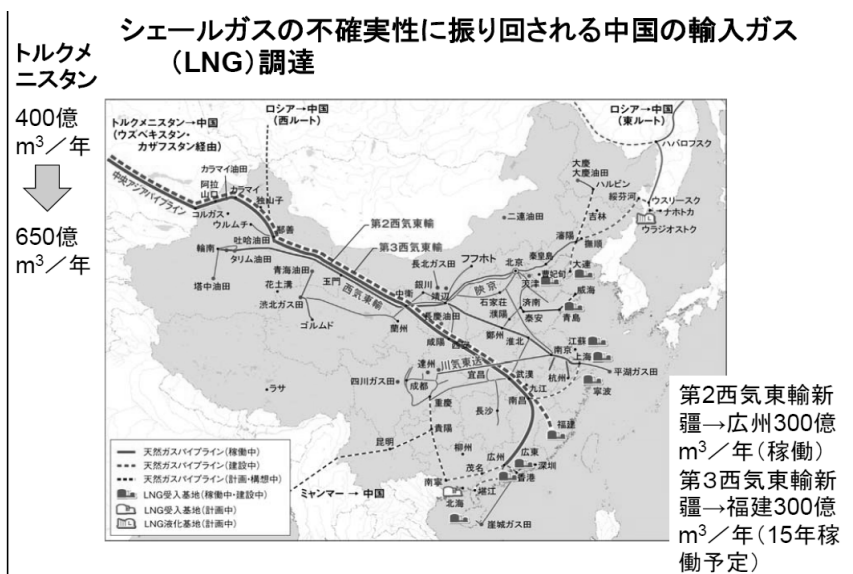 シェールガスの不確実性に振り回される中国の輸入ガス
（LNG）調達
トルクメ
ニスタン
400億
m³／年
650億
m³／年
トルクメニスタン→中国
（ウズベキスタン・
カザフスタン経由）
ロシア→中国
（西ルート）
ロシア→中国
（東ルート）
中央アジアパイプライン
カラマイ油田
阿拉
山口
カラマイ
独山子
コルガス
ウルムチ
鄯善
吐哈油田
輪南
タリム油田
塔中油田
青海油田
花土溝
渋北ガス田
ゴルムド
玉門
西気東輸
第2西気東輸
第3西気東輸
蘭州
中衛
銀川
長北ガス田
靖辺
フフホト
長慶油田
咸陽
西安
陝京
北京
天津
石家荘
濮陽
鄭州
済南
泰安
淮北
秦皇島
曹妃甸
大連
威海
青島
二連油田
大慶
大慶油田
ハルビン
吉林
瀋陽
撫順
綏芬河
ハバロフスク
ウスリースク
ナホトカ
ウラジオストク
江蘇
南京
上海
平湖ガス田
杭州
寧波
川気東送
達州
四川ガス田
成都
重慶
宜昌
武漢
九江
南昌
長沙
福建
ラサ
貴陽
昆明
柳州
南寧
茂名
広州
広東
深圳
香港
北海
湛江
崖城ガス田
ミャンマー→中国
天然ガスパイプライン（稼働中）
天然ガスパイプライン（建設中）
天然ガスパイプライン（計画・構想中）
LNG受入基地（稼働中・建設中）
LNG受入基地（計画中）
LNG液化基地（計画中）
第2西気東輸新
疆→広州300億
m³／年（稼働）
第3西気東輸新
疆→福建300億
m³／年（15年稼
働予定）